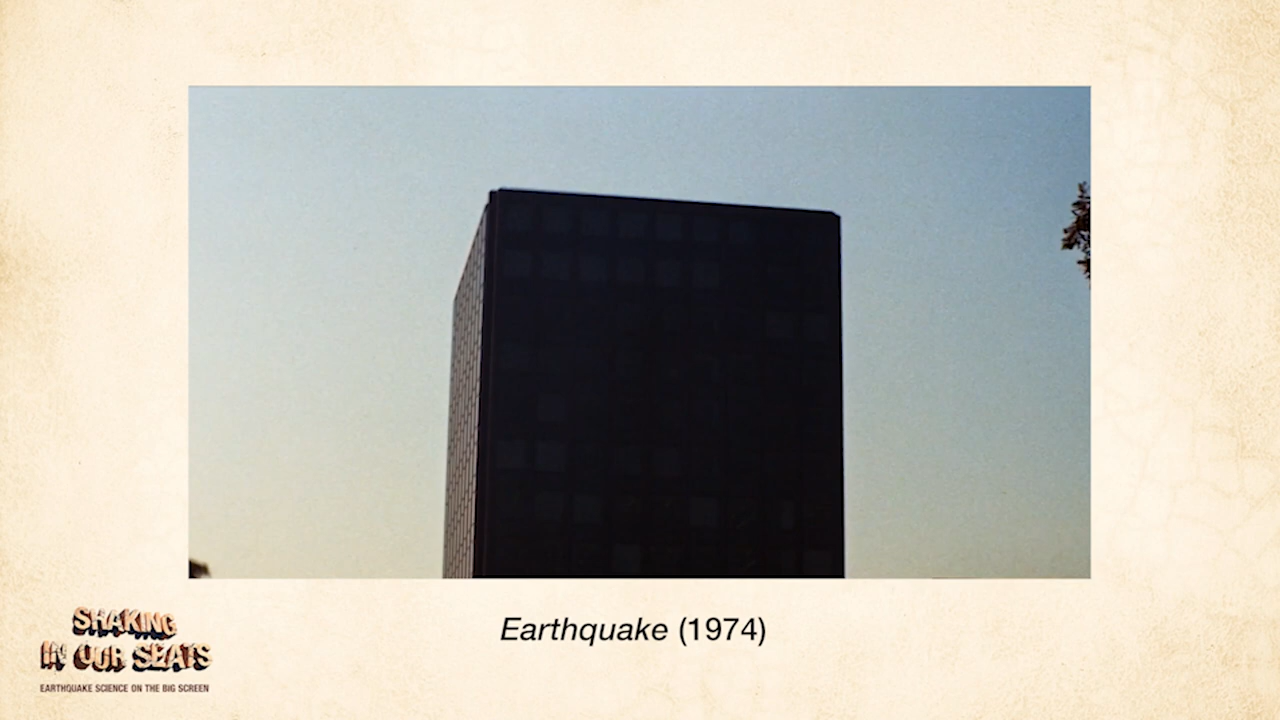 Earthquake (1974)
SHAKING
IN OUR SEATS
EARTHQUAKE SCIENCE ON THE BIG SCREEN